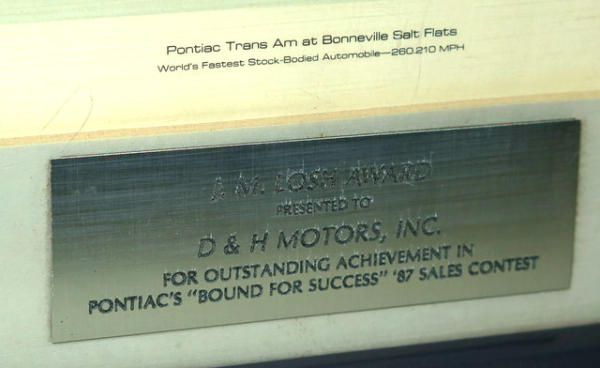 Pontiac Trans Am at Bonneville Salt Flats
World's Fastest Stock-Bodied Automobile—260.210 MPH
J. M. LOSH AWARD
PRESENTED TO
D & H MOTORS, INC.
FOR OUTSTANDING ACHIEVEMENT IN
PONTIAC'S "BOUND FOR SUCCESS" '87 SALES CONTEST